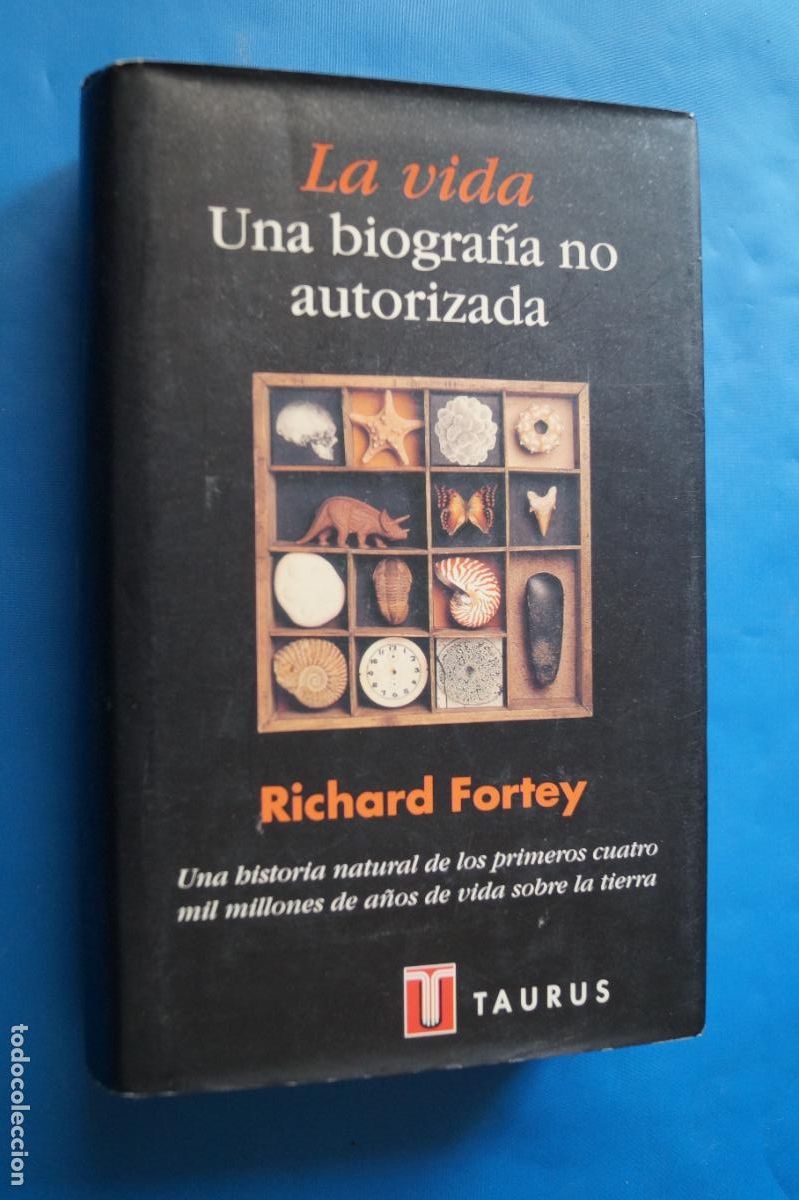 La vida
Una biografía no
autorizada
Richard Fortey
Una historia natural de los primeros cuatro
mil millones de años de vida sobre la tierra
TAURUS
todocoleccion